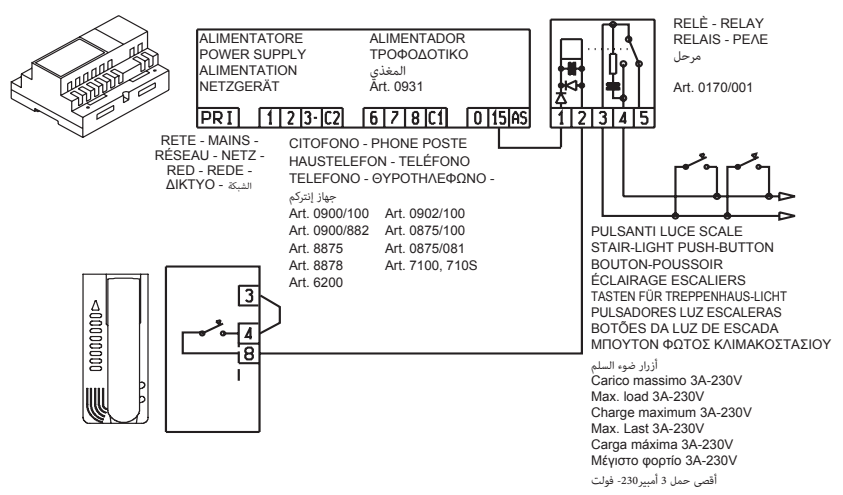 ALIMENTATORE
POWER SUPPLY
ALIMENTATION
NETZGERÄT
ALIMENTADOR
ΤΡΟΦΟΔΟΤΙΚΟ
المغذي
Art. 0931
PRI 1 2 3- C2 6 7 8 C1 0 15 AS
RELÈ - RELAY
RELAIS - ΡΕΛΕ
مرحل
Art. 0170/001
1 2 3 4 5
RETE - MAINS -
RÉSEAU - NETZ -
RED - REDE -
ΔΙΚΤΥΟ - الشبكة
CITOFONO - PHONE POSTE
HAUSTELEFON - TELÉFONO
TELEFONO - ΘΥΡΟΤΗΛΕΦΩΝΟ -
جهاز إنتركم
Art. 0900/100 Art. 0902/100
Art. 0900/882 Art. 0875/100
Art. 8875 Art. 0875/081
Art. 8878 Art. 7100, 710S
Art. 6200
3
4
8
PULSANTI LUCE SCALE
STAIR-LIGHT PUSH-BUTTON
BOUTON-POUSSOIR
ÉCLAIRAGE ESCALIERS
TASTEN FÜR TREPPENHAUS-LICHT
PULSADORES LUZ ESCALERAS
BOTÕES DA LUZ DE ESCADA
ΜΠΟΥΤΟΝ ΦΩΤΟΣ ΚΛΙΜΑΚΟΣΤΑΣΙΟΥ
أزرار ضوء السلم
Carico massimo 3A-230V
Max. load 3A-230V
Charge maximum 3A-230V
Max. Last 3A-230V
Carga máxima 3A-230V
Μέγιστο φορτίο 3A-230V
أقصى حمل 3 أمبير230- فولت